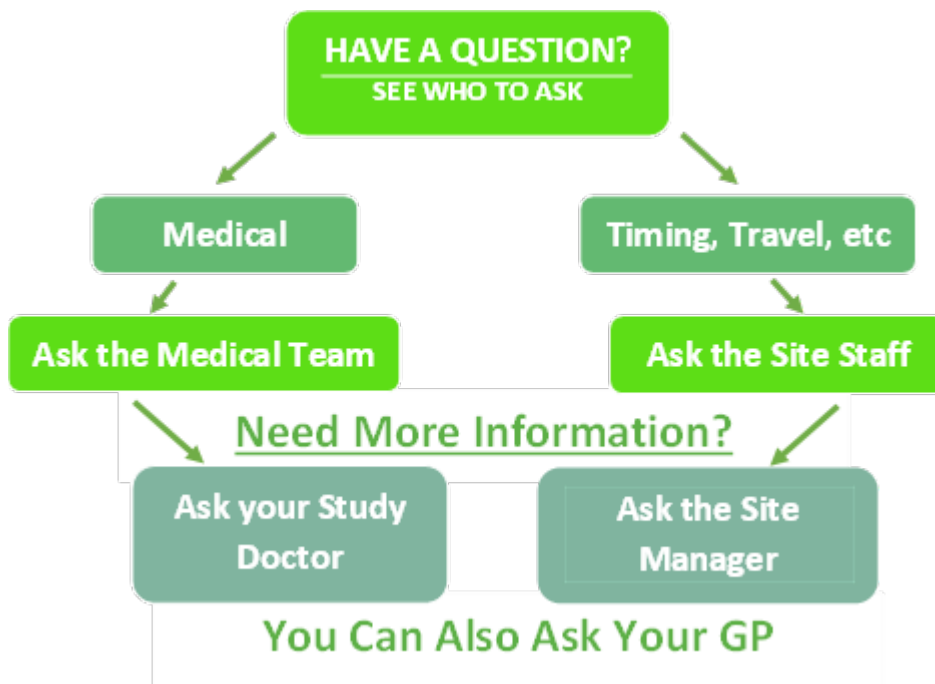 HAVE A QUESTION?
SEE WHO TO ASK
Medical
Timing, Travel, etc
Ask the Medical Team
Ask the Site Staff
Need More Information?
Ask your Study
Doctor
Ask the Site
Manager
You Can Also Ask Your GP